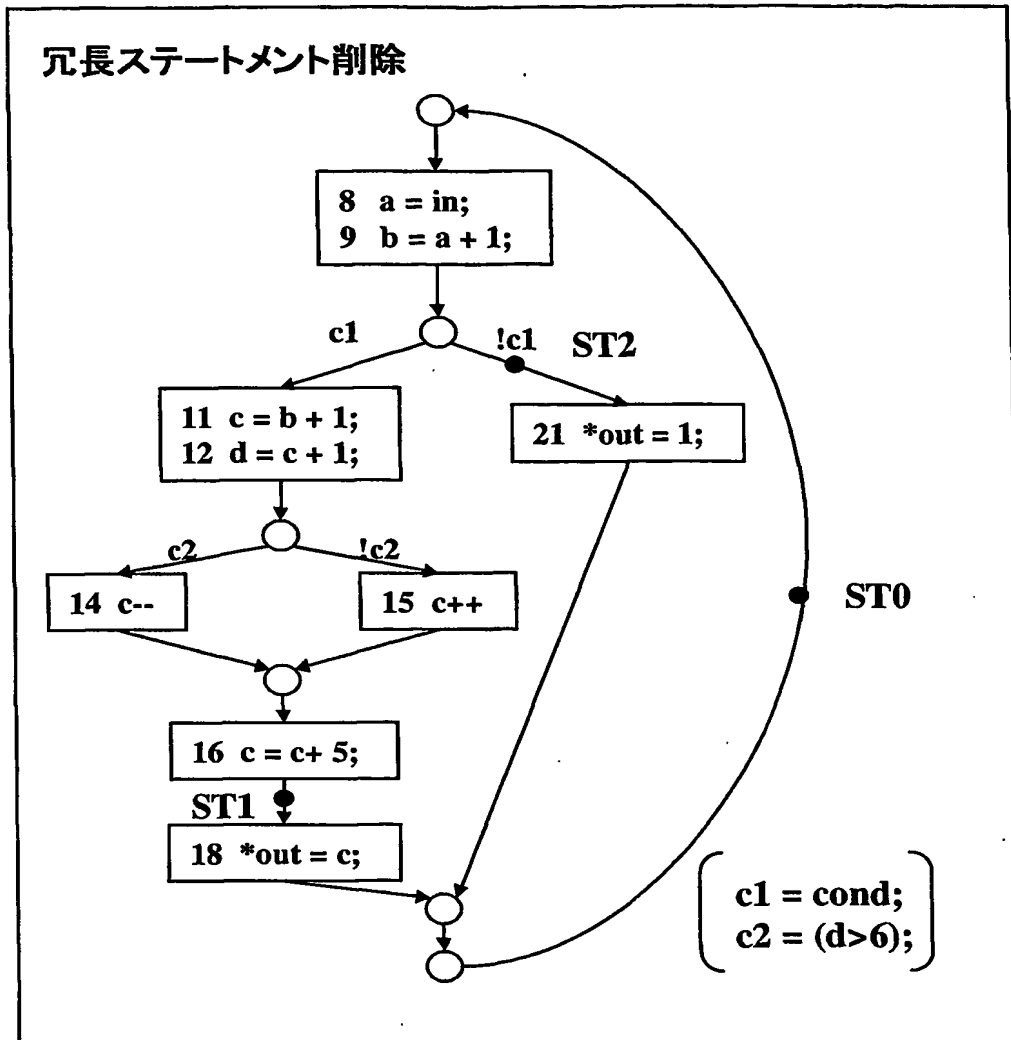 冗長ステートメント削除
8 a = in;
9 b = a + 1;
c1
!c1
ST2
11 c = b + 1;
12 d = c + 1;
21 *out = 1;
c2
!c2
14 c--
15 c++
ST0
16 c = c+ 5;
ST1
18 *out = c;
c1 = cond;
c2 = (d>6);